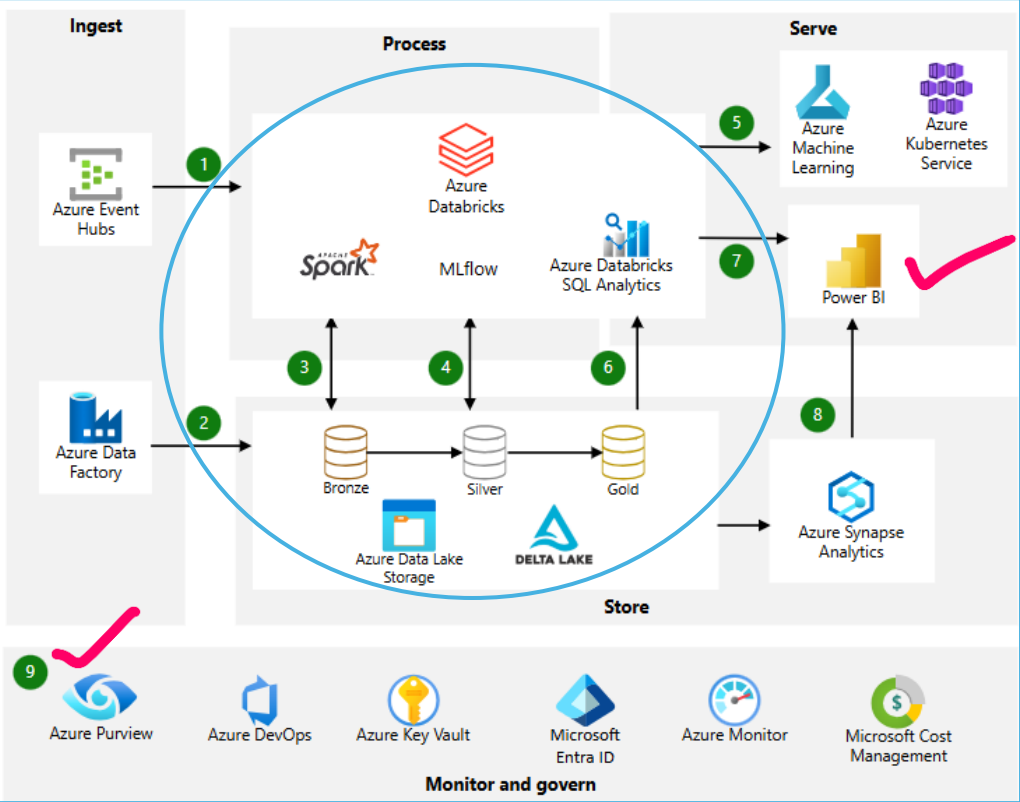 Ingest
Process
Serve
Azure Event
Hubs
1
Azure
Databricks
APACHE
Spark
MLflow
Azure Databricks
SQL Analytics
5
Azure
Machine
Learning
Azure
Kubernetes
Service
7
Power BI
3
4
6
Azure Data
Factory
2
Bronze
Silver
Gold
Azure Data Lake
Storage
DELTA LAKE
8
Azure Synapse
Analytics
Store
9
Azure Purview
Azure DevOps
Azure Key Vault
Microsoft
Entra ID
Azure Monitor
$
Microsoft Cost
Management
Monitor and govern